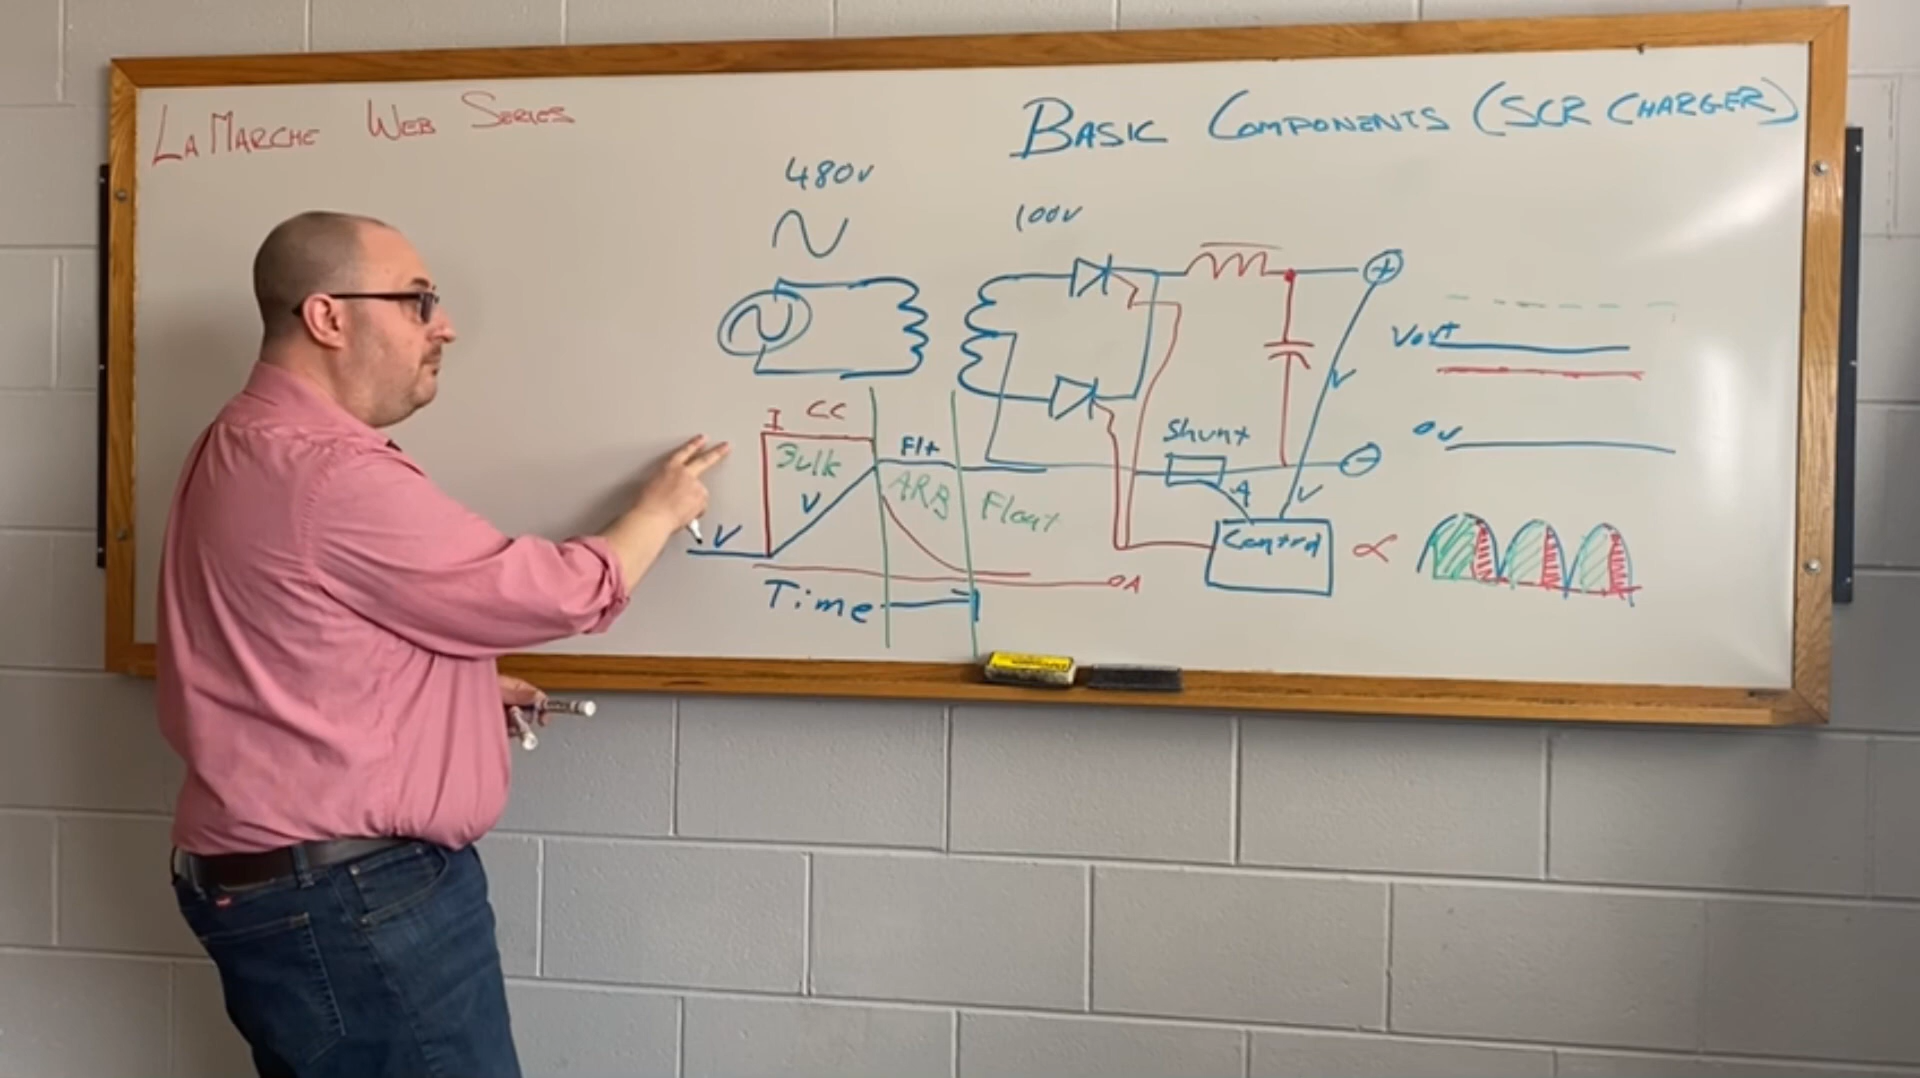 LaMarche Web Series
Basic Components (SCR Charger)
480v
100v
+
Vout
I CC
Bulk
V
Flt
ARB
Float
Shunt
-
0v
A
V
V
V
Control
∝
Time
0A